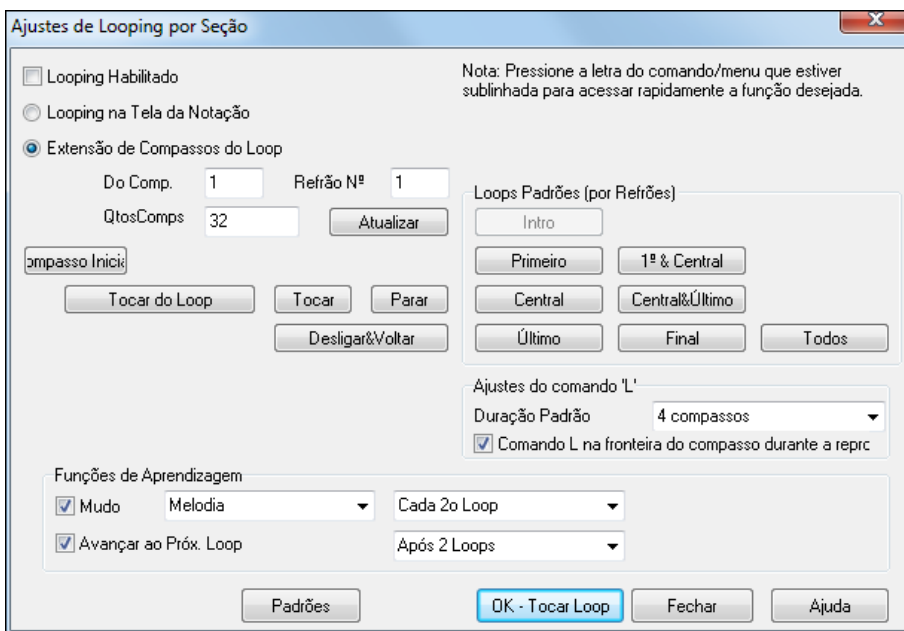 Ajustes de Looping por Seção
Looping Habilitado
Looping na Tela da Notação
Extensão de Compassos do Loop
Do Comp. 1 Refrão Nº 1
QtosComps 32 Atualizar
ompasso Inicia
Tocar do Loop Tocar Parar
Desligar&Voltar
Nota: Pressione a letra do comando/menu que estiver
sublinhada para acessar rapidamente a função desejada.
Loops Padrões (por Refrões)
Intro
Primeiro 1º & Central
Central Central&Último
Último Final Todos
Ajustes do comando 'L'
Duração Padrão 4 compassos
Comando L na fronteira do compasso durante a repro
Funções de Aprendizagem
Mudo Melodia Cada 2o Loop
Avançar ao Próx. Loop Após 2 Loops
Padrões OK - Tocar Loop Fechar Ajuda